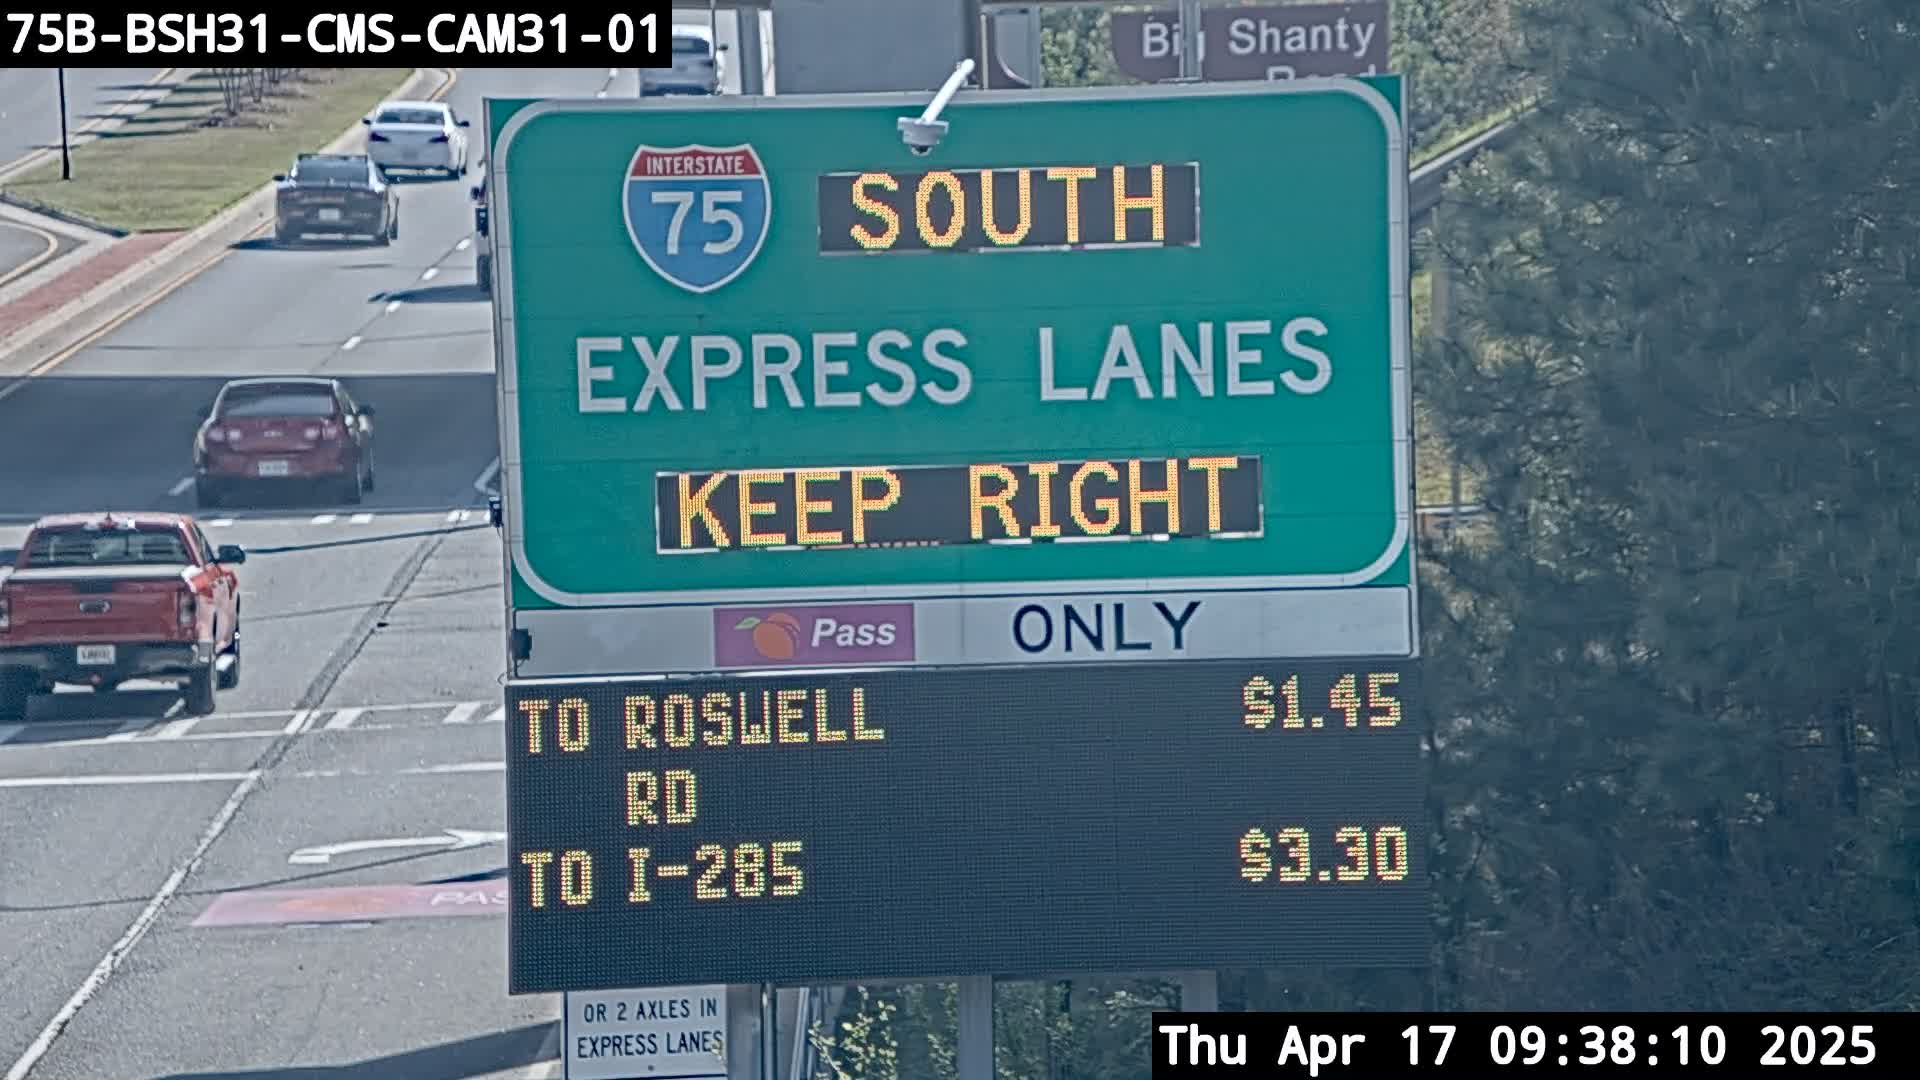 75B-BSH31-CMS-CAM31-01
Big Shanty
Road
INTERSTATE
75
SOUTH
EXPRESS LANES
KEEP RIGHT
Pass ONLY
TO ROSWELL $1.45
RD
TO I-285 $3.30
OR 2 AXLES IN
EXPRESS LANES
Thu Apr 17 09:38:10 2025